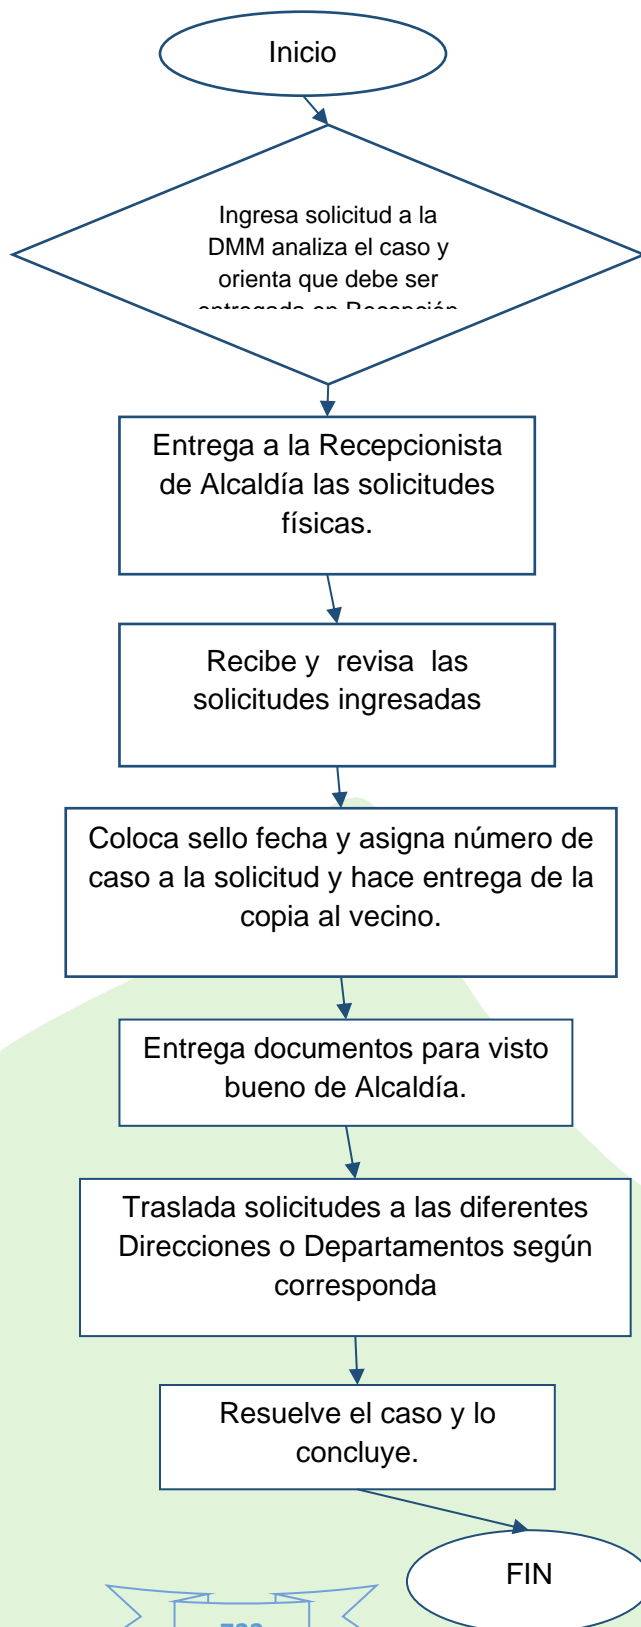 Inicio
Ingresa solicitud a la
DMM analiza el caso y
orienta que debe ser
entregada en Recepción
Entrega a la Recepcionista
de Alcaldía las solicitudes
físicas.
Recibe y revisa las
solicitudes ingresadas
Coloca sello fecha y asigna número de
caso a la solicitud y hace entrega de la
copia al vecino.
Entrega documentos para visto
bueno de Alcaldía.
Traslada solicitudes a las diferentes
Direcciones o Departamentos según
corresponda
Resuelve el caso y lo
concluye.
FIN